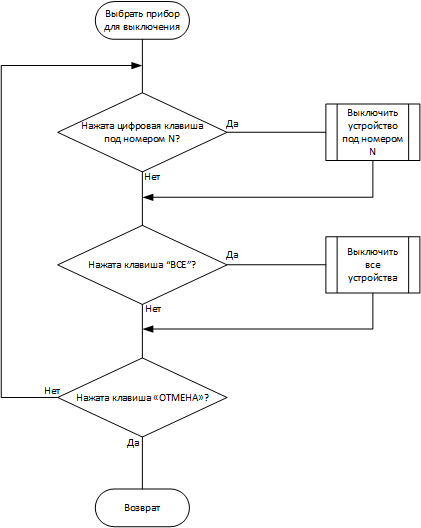 Выбрать прибор
для выключения
Нажата цифровая клавиша
под номером N?
Да
Выключить
устройство
под номером
N
Нет
Нажата клавиша “ВСЕ”?
Да
Выключить
все
устройства
Нет
Нажата клавиша «ОТМЕНА»?
Нет
Да
Возврат